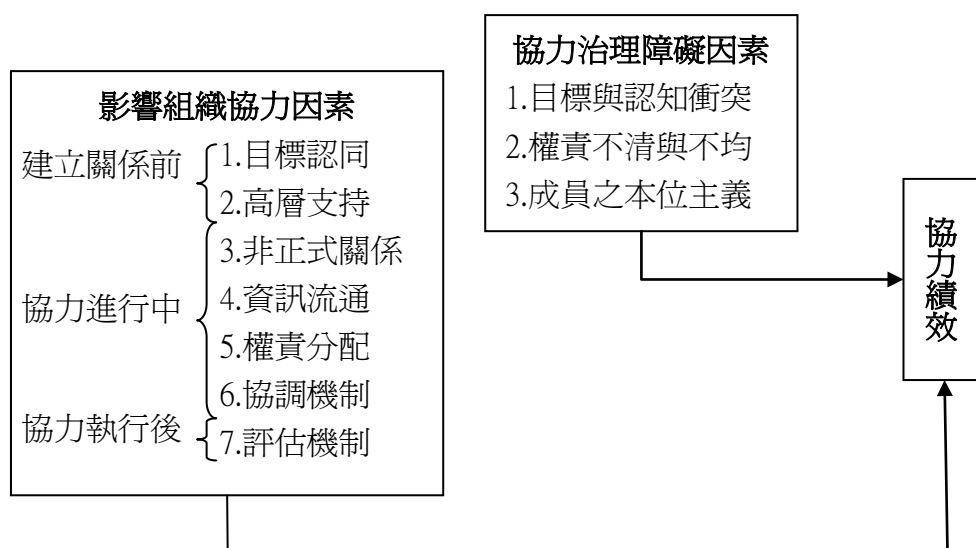 協力治理障礙因素
1.目標與認知衝突
2.權責不清與不均
3.成員之本位主義
影響組織協力因素
建立關係前
1.目標認同
2.高層支持
協力進行中
3.非正式關係
4.資訊流通
5.權責分配
6.協調機制
協力執行後
7.評估機制
協力績效